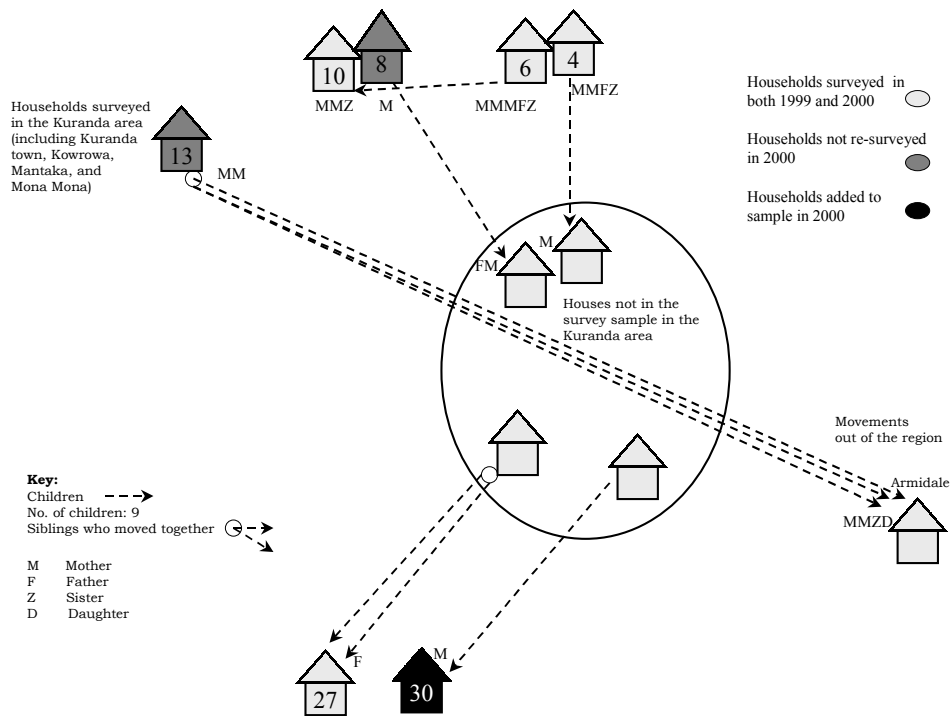 10
8
6
4
MMZ
M
MMMFZ
MMFZ
Households surveyed in
both 1999 and 2000
Households not re-surveyed
in 2000
Households added to
sample in 2000
Households surveyed
in the Kuranda area
(including Kuranda
town, Kowrowa,
Mantaka, and
Mona Mona)
13
MM
M
FM
Houses not in the
survey sample in the
Kuranda area
Movements
out of the region
Armidale
MMZD
Key:
Children
No. of children: 9
Siblings who moved together
M Mother
F Father
Z Sister
D Daughter
F
M
27
30